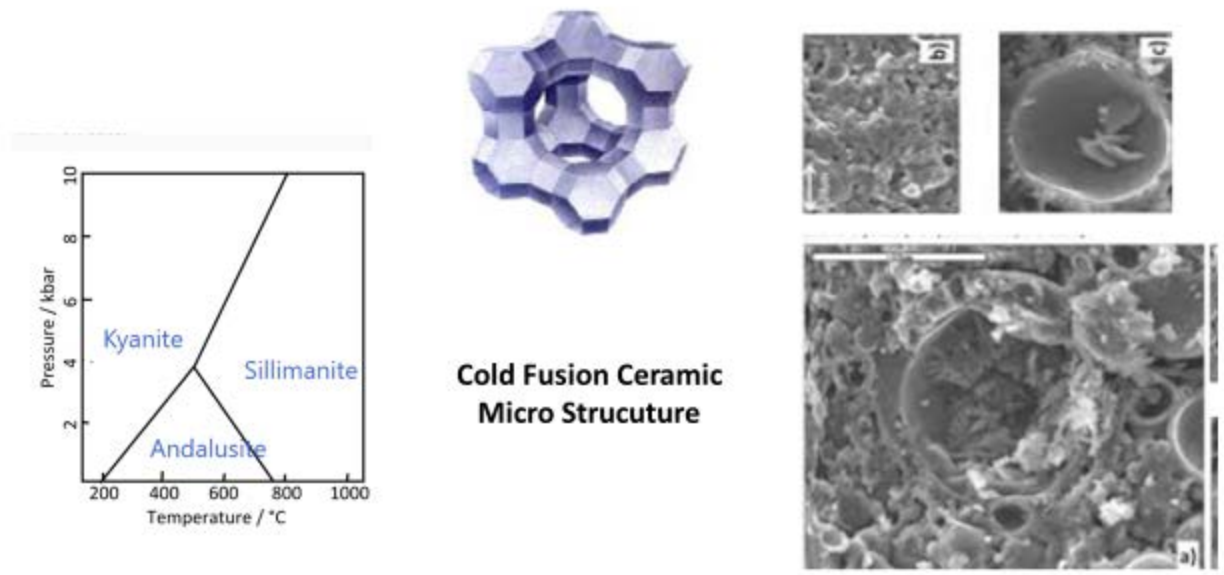 10
8
6
4
2
Pressure / kbar
Kyanite
Sillimanite
Andalusite
200 400 600 800 1000
Temperature / °C
Cold Fusion Ceramic
Micro Strucuture
b)
c)
a)